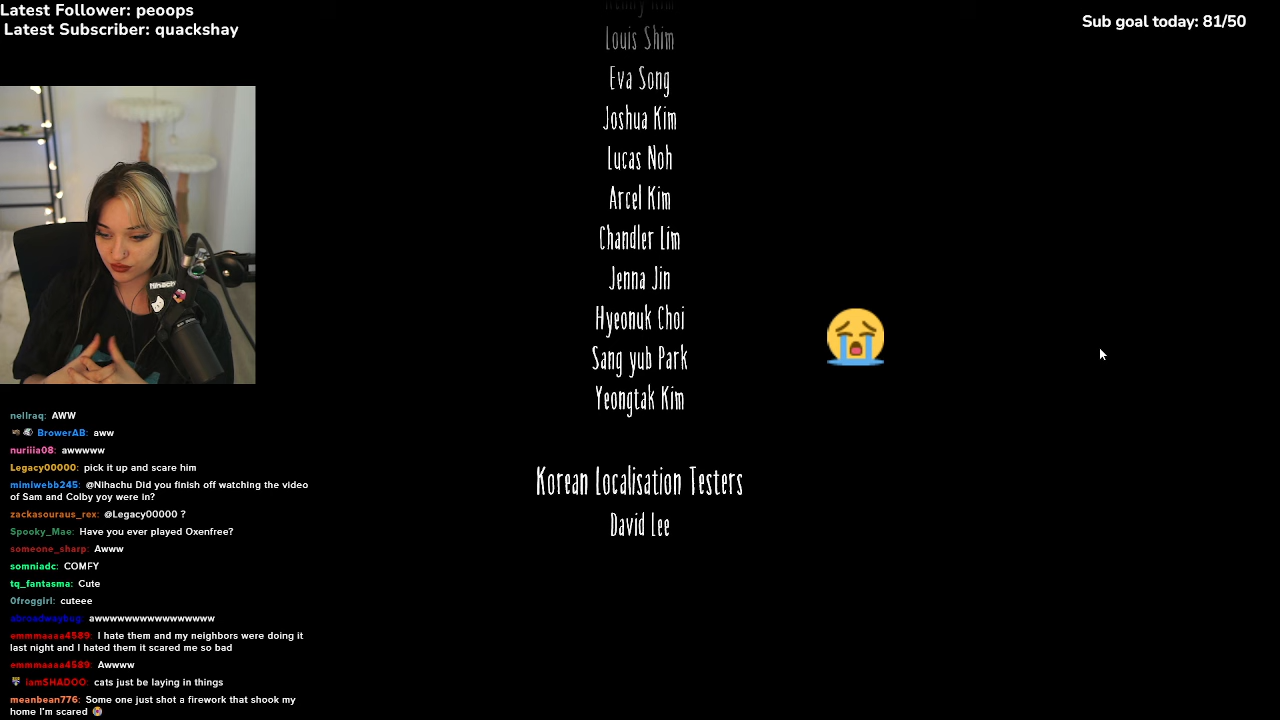 Latest Follower: peoops
Latest Subscriber: quackshay
Sub goal today: 81/50
Louis Shim
Eva Song
Joshua Kim
Lucas Noh
Arcel Kim
Chandler Lim
Jenna Jin
Hyeonuk Choi
Sang yub Park
Yeongtak Kim
Korean Localisation Testers
David Lee
nellraq: AWW
BrowerAB: aww
nuriiia08: awwwww
Legacy00000: pick it up and scare him
mimiwebb245: @Nihachu Did you finish off watching the video
of Sam and Colby yoy were in?
zackasouraus_rex: @Legacy00000 ?
Spooky_Mae: Have you ever played Oxenfree?
someone_sharp: Awww
somniadc: COMFY
tq_fantasma: Cute
0froggirl: cuteee
abroadwaybug: awwwwwwwwwwwwwwwww
emmmaaaa4589: I hate them and my neighbors were doing it
last night and I hated them it scared me so bad
emmmaaaa4589: Awwww
iamSHADOO: cats just be laying in things
meanbean776: Some one just shot a firework that shook my
home I'm scared